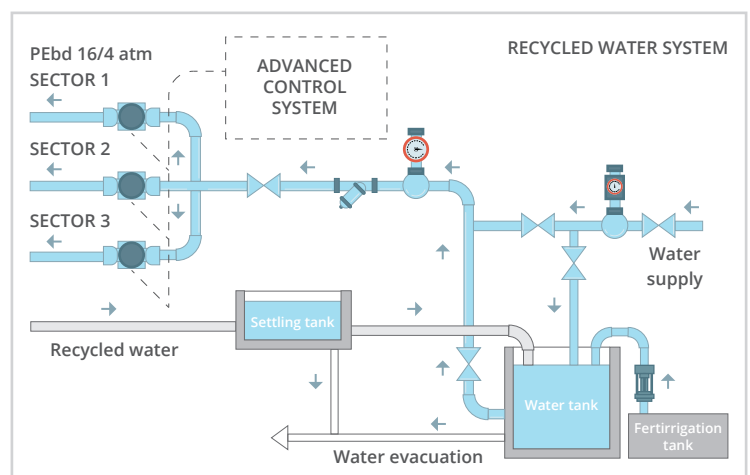 PEbd 16/4 atm
SECTOR 1
ADVANCED
CONTROL
SYSTEM
RECYCLED WATER SYSTEM
SECTOR 2
SECTOR 3
Water
supply
Settling tank
Recycled water
Water tank
Fertirrigation
tank
Water evacuation